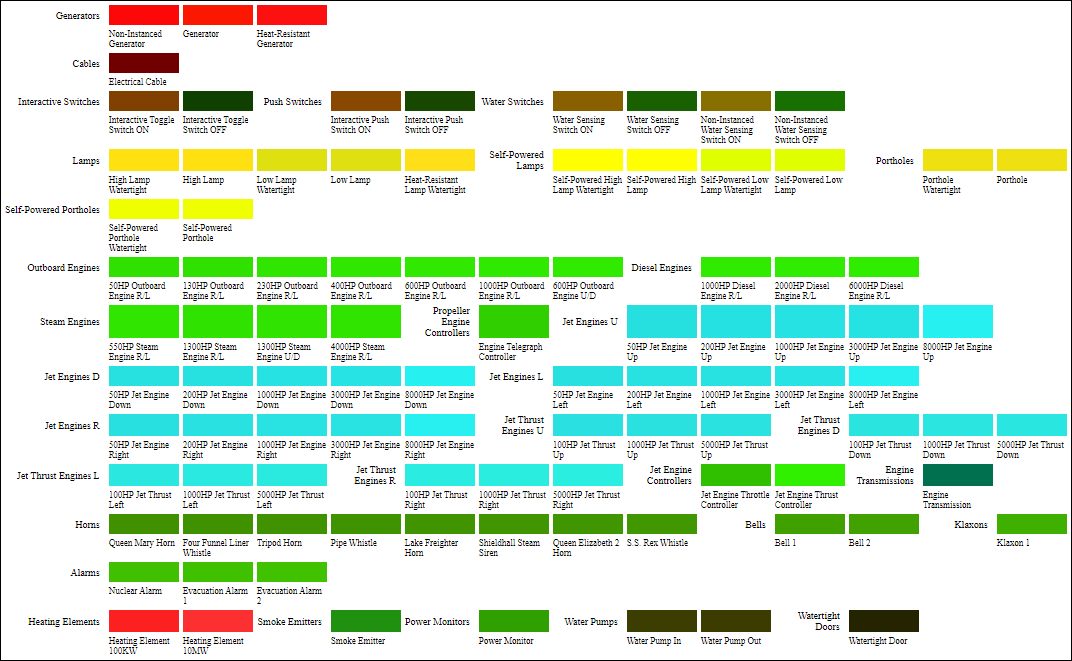 Generators
Non-Instanced
Generator
Generator
Heat-Resistant
Generator
Cables
Electrical Cable
Interactive Switches
Interactive Toggle
Switch ON
Interactive Toggle
Switch OFF
Push Switches
Interactive Push
Switch ON
Interactive Push
Switch OFF
Water Switches
Water Sensing
Switch ON
Water Sensing
Switch OFF
Non-Instanced
Water Sensing
Switch ON
Non-Instanced
Water Sensing
Switch OFF
Lamps
High Lamp
Watertight
High Lamp
Low Lamp
Watertight
Low Lamp
Heat-Resistant
Lamp Watertight
Self-Powered
Lamps
Self-Powered High
Lamp Watertight
Self-Powered High
Lamp
Self-Powered Low
Lamp Watertight
Self-Powered Low
Lamp
Portholes
Porthole
Watertight
Porthole
Self-Powered Portholes
Self-Powered
Porthole
Watertight
Self-Powered
Porthole
Outboard Engines
50HP Outboard
Engine R/L
130HP Outboard
Engine R/L
230HP Outboard
Engine R/L
400HP Outboard
Engine R/L
600HP Outboard
Engine R/L
1000HP Outboard
Engine R/L
600HP Outboard
Engine U/D
Diesel Engines
1000HP Diesel
Engine R/L
2000HP Diesel
Engine R/L
6000HP Diesel
Engine R/L
Steam Engines
550HP Steam
Engine R/L
1300HP Steam
Engine R/L
1300HP Steam
Engine U/D
4000HP Steam
Engine R/L
Propeller
Engine
Controllers
Engine Telegraph
Controller
Jet Engines U
50HP Jet Engine
Up
200HP Jet Engine
Up
1000HP Jet Engine
Up
3000HP Jet Engine
Up
8000HP Jet Engine
Up
Jet Engines D
50HP Jet Engine
Down
200HP Jet Engine
Down
1000HP Jet Engine
Down
3000HP Jet Engine
Down
8000HP Jet Engine
Down
Jet Engines L
50HP Jet Engine
Left
200HP Jet Engine
Left
1000HP Jet Engine
Left
3000HP Jet Engine
Left
8000HP Jet Engine
Left
Jet Engines R
50HP Jet Engine
Right
200HP Jet Engine
Right
1000HP Jet Engine
Right
3000HP Jet Engine
Right
8000HP Jet Engine
Right
Jet Thrust
Engines U
100HP Jet Thrust
Up
1000HP Jet Thrust
Up
5000HP Jet Thrust
Up
Jet Thrust
Engines D
100HP Jet Thrust
Down
1000HP Jet Thrust
Down
5000HP Jet Thrust
Down
Jet Thrust Engines L
100HP Jet Thrust
Left
1000HP Jet Thrust
Left
5000HP Jet Thrust
Left
Jet Thrust
Engines R
100HP Jet Thrust
Right
1000HP Jet Thrust
Right
5000HP Jet Thrust
Right
Jet Engine
Controllers
Jet Engine Throttle
Controller
Jet Engine Thrust
Controller
Engine
Transmissions
Engine
Transmission
Horns
Queen Mary Horn
Four Funnel Liner
Whistle
Tripod Horn
Pipe Whistle
Lake Freighter
Horn
Shieldhall Steam
Siren
Queen Elizabeth 2
Horn
S.S. Rex Whistle
Bells
Bell 1
Bell 2
Klaxons
Klaxon 1
Alarms
Nuclear Alarm
Evacuation Alarm
1
Evacuation Alarm
2
Heating Elements
Heating Element
100KW
Heating Element
10MW
Smoke Emitters
Smoke Emitter
Power Monitors
Power Monitor
Water Pumps
Water Pump In
Water Pump Out
Watertight
Doors
Watertight Door